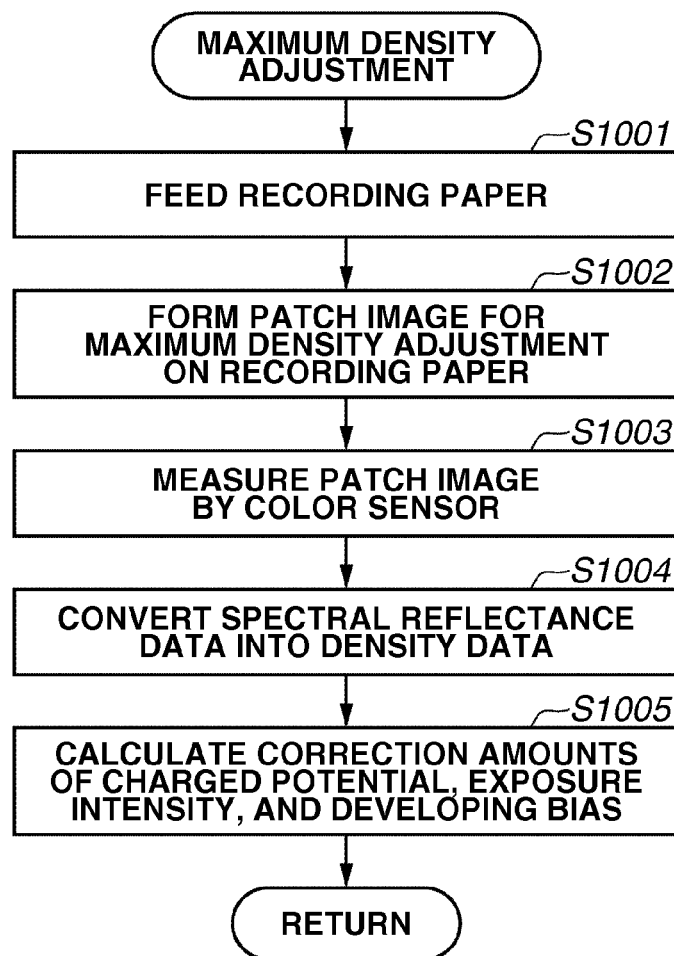 MAXIMUM DENSITY
ADJUSTMENT
S1001
FEED RECORDING PAPER
S1002
FORM PATCH IMAGE FOR
MAXIMUM DENSITY ADJUSTMENT
ON RECORDING PAPER
S1003
MEASURE PATCH IMAGE
BY COLOR SENSOR
S1004
CONVERT SPECTRAL REFLECTANCE
DATA INTO DENSITY DATA
S1005
CALCULATE CORRECTION AMOUNTS
OF CHARGED POTENTIAL, EXPOSURE
INTENSITY, AND DEVELOPING BIAS
RETURN